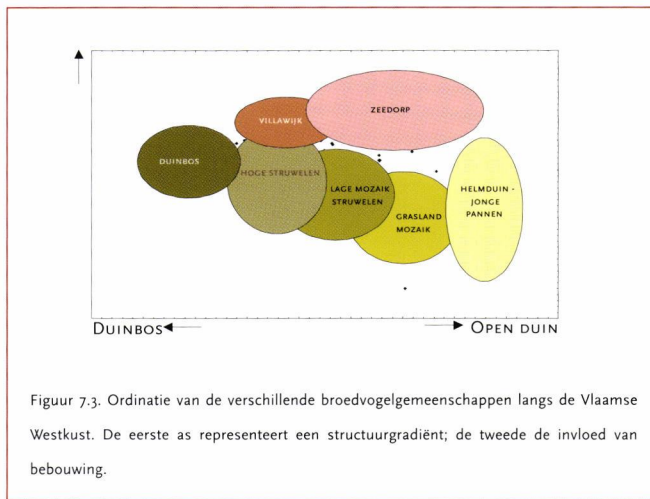 ZEEDORP
VILLAWIJK
DUINBOS
HOGE STRUWELEN
LAGE MOZAIK
STRUWELEN
HELMDUIN -
JONGE
PANNEN
GRASLAND
MOZAIK
DUINBOS
OPEN DUIN
Figuur 7.3. Ordinatie van de verschillende broedvogelgemeenschappen langs de Vlaamse
Westkust. De eerste as representeert een structuurgradiënt; de tweede de invloed van
bebouwing.